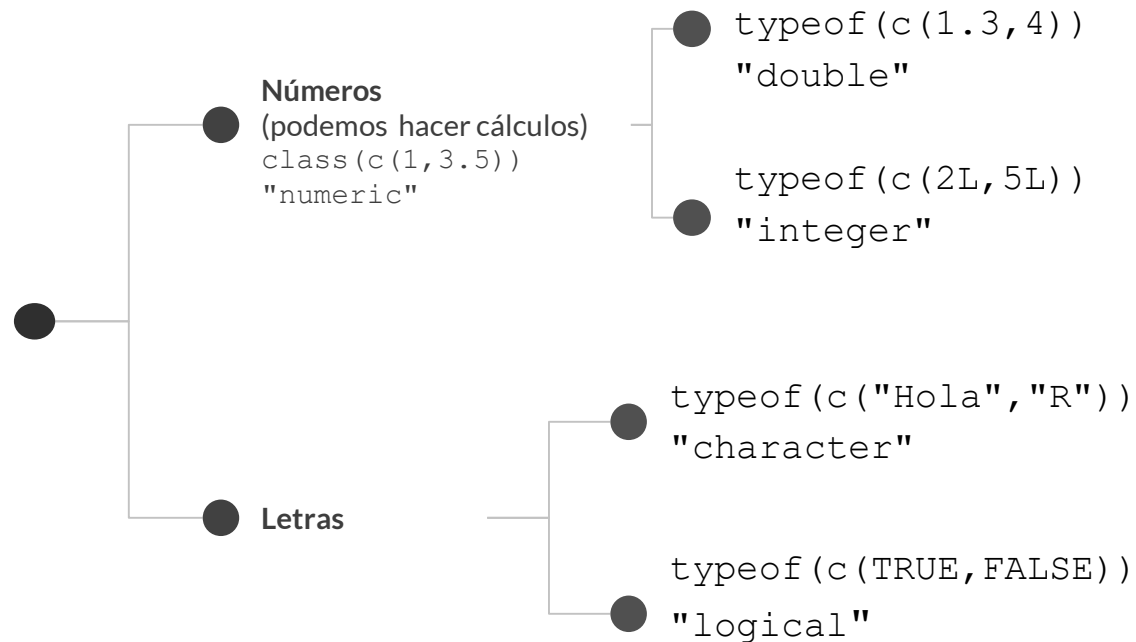 Números
(podemos hacer cálculos)
class(c(1,3.5))
"numeric"
typeof(c(1.3,4))
"double"
typeof(c(2L,5L))
"integer"
Letras
typeof(c("Hola","R"))
"character"
typeof(c(TRUE,FALSE))
"logical"